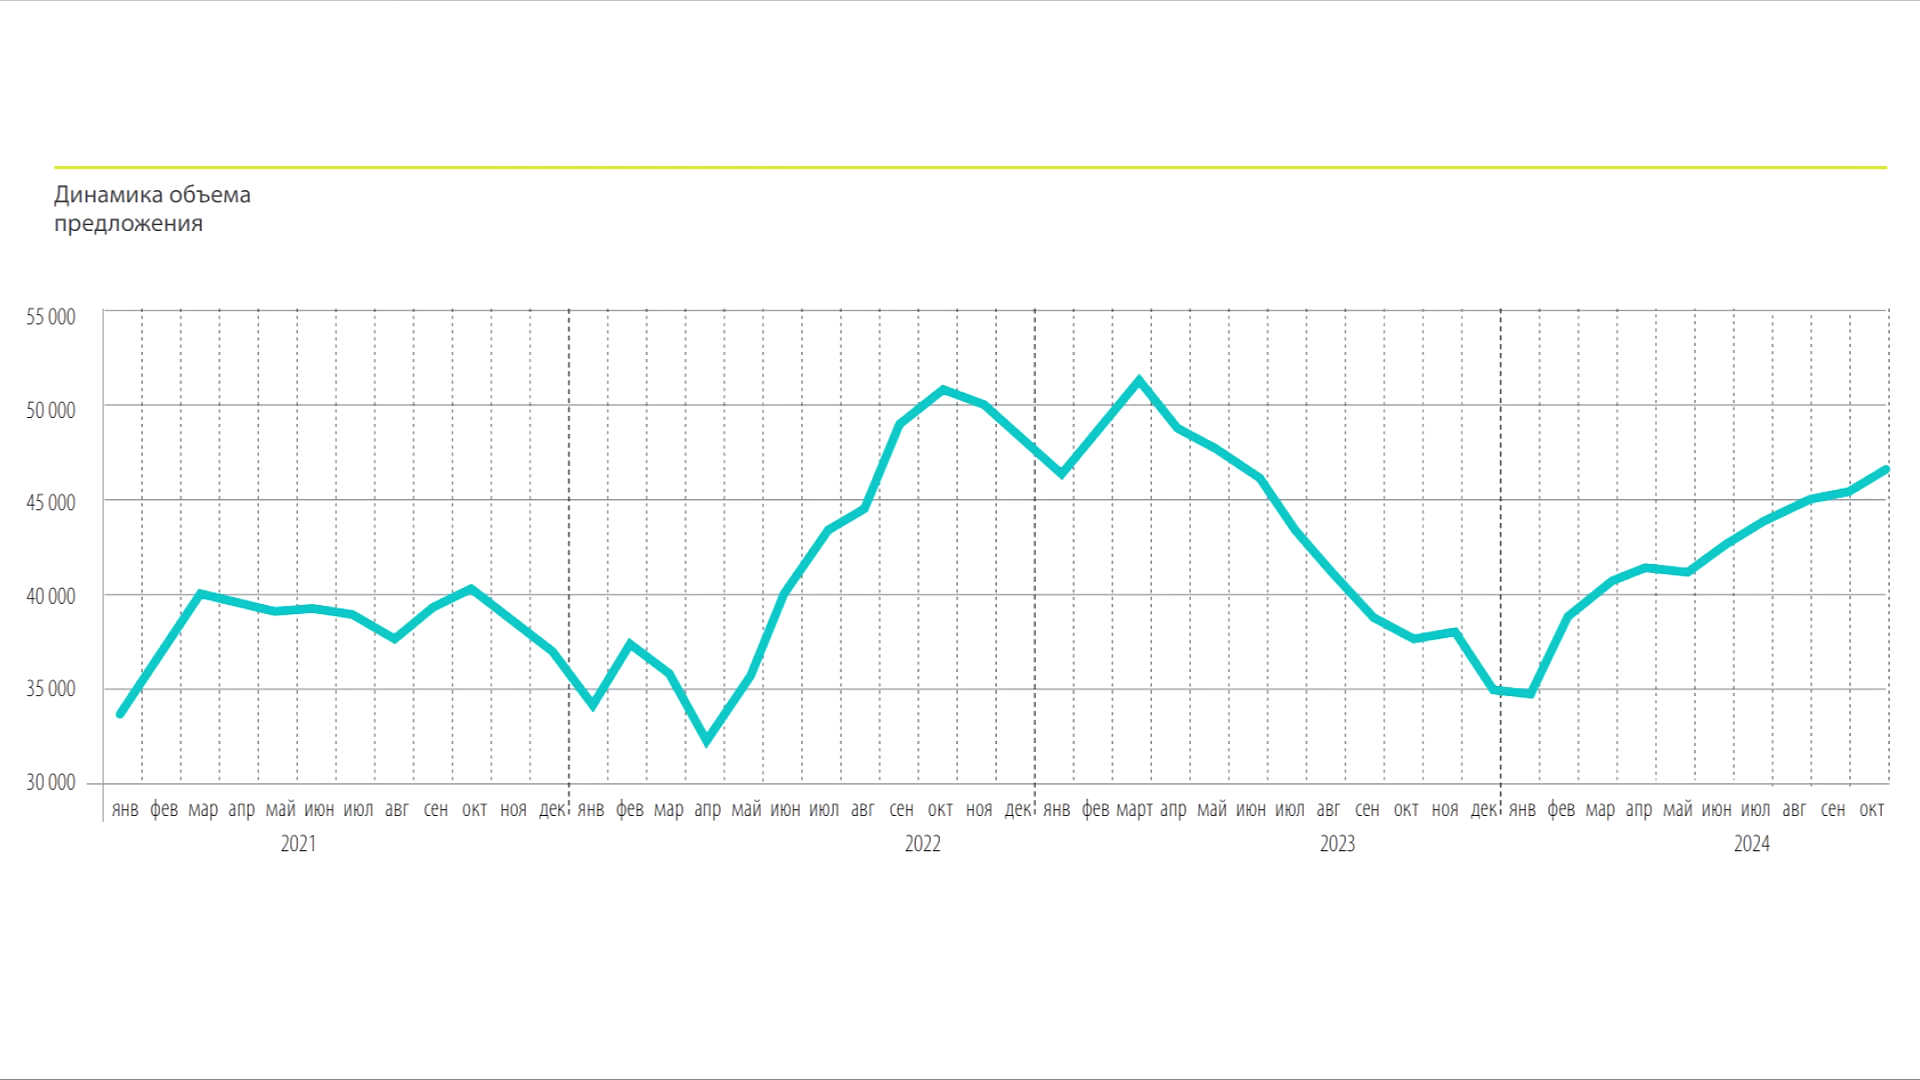 Динамика объема
предложения
55 000
50 000
45 000
40 000
35 000
30 000
янв фев мар апр май июн июл авг сен окт ноя дек янв фев мар апр май июн июл авг сен окт ноя дек янв фев март апр май июн июл авг сен окт ноя дек янв фев мар апр май июн июл авг сен окт
2021 2022 2023 2024